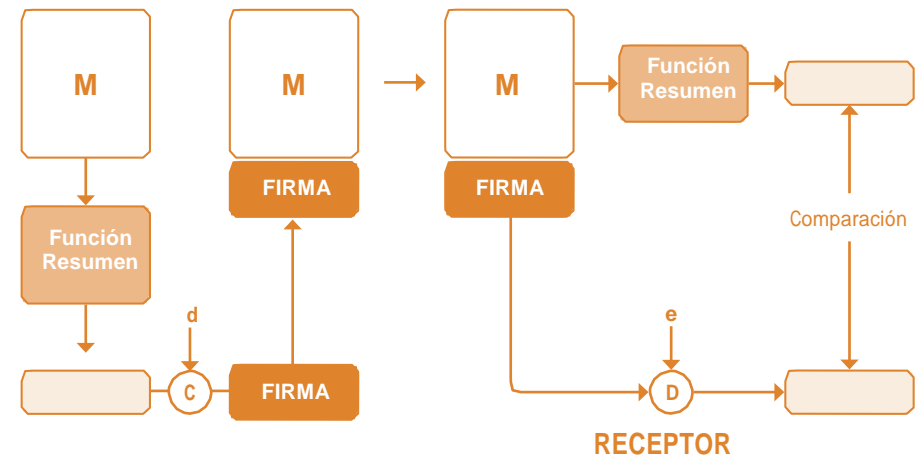 M
M
M
Función
Resumen
FIRMA
FIRMA
Función
Resumen
Comparación
d
e
C
FIRMA
D
RECEPTOR